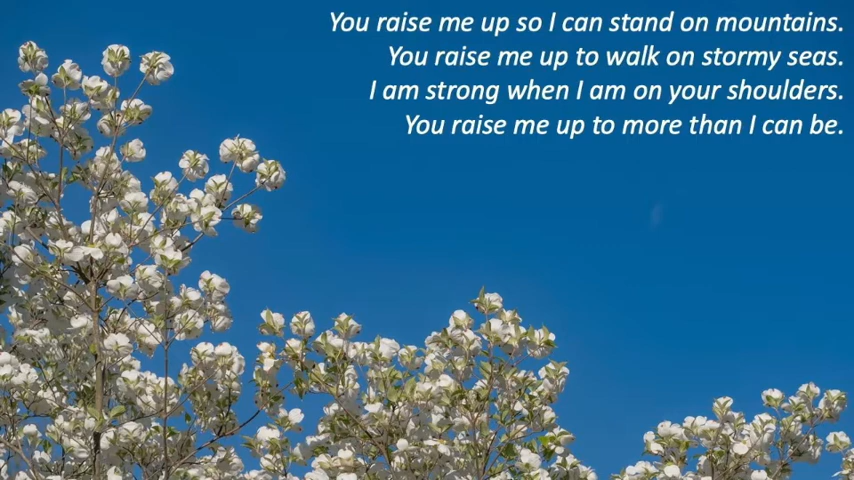 You raise me up so I can stand on mountains.
You raise me up to walk on stormy seas.
I am strong when I am on your shoulders.
You raise me up to more than I can be.